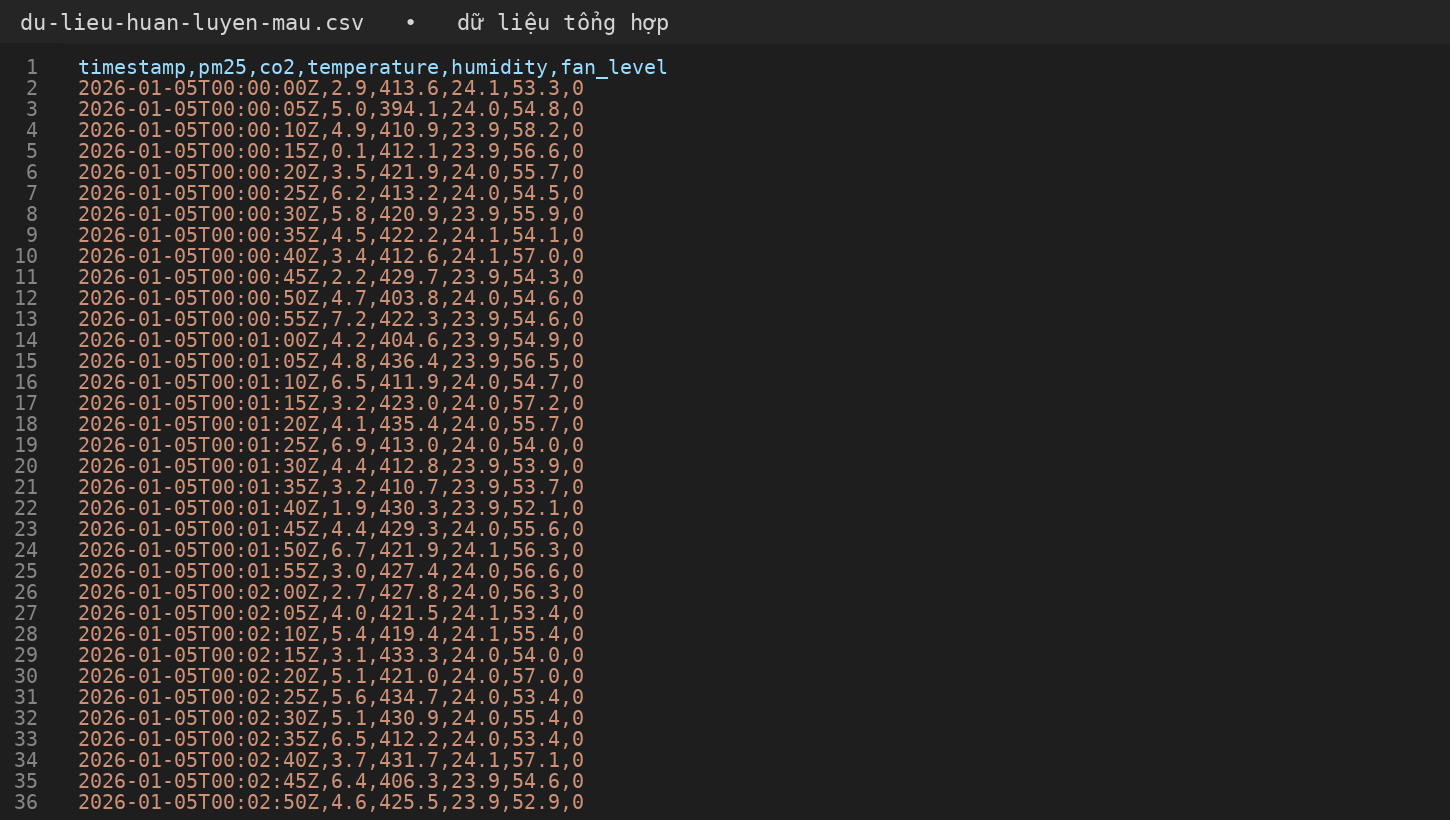 du-lieu-huan-luyen-mau.csv • dữ liệu tổng hợp
1 timestamp,pm25,co2,temperature,humidity,fan_level
2 2026-01-05T00:00:00Z,2.9,413.6,24.1,53.3,0
3 2026-01-05T00:00:05Z,5.0,394.1,24.0,54.8,0
4 2026-01-05T00:00:10Z,4.9,410.9,23.9,58.2,0
5 2026-01-05T00:00:15Z,0.1,412.1,23.9,56.6,0
6 2026-01-05T00:00:20Z,3.5,421.9,24.0,55.7,0
7 2026-01-05T00:00:25Z,6.2,413.2,24.0,54.5,0
8 2026-01-05T00:00:30Z,5.8,420.9,23.9,55.9,0
9 2026-01-05T00:00:35Z,4.5,422.2,24.1,54.1,0
10 2026-01-05T00:00:40Z,3.4,412.6,24.1,57.0,0
11 2026-01-05T00:00:45Z,2.2,429.7,23.9,54.3,0
12 2026-01-05T00:00:50Z,4.7,403.8,24.0,54.6,0
13 2026-01-05T00:00:55Z,7.2,422.3,23.9,54.6,0
14 2026-01-05T00:01:00Z,4.2,404.6,23.9,54.9,0
15 2026-01-05T00:01:05Z,4.8,436.4,23.9,56.5,0
16 2026-01-05T00:01:10Z,6.5,411.9,24.0,54.7,0
17 2026-01-05T00:01:15Z,3.2,423.0,24.0,57.2,0
18 2026-01-05T00:01:20Z,4.1,435.4,24.0,55.7,0
19 2026-01-05T00:01:25Z,6.9,413.0,24.0,54.0,0
20 2026-01-05T00:01:30Z,4.4,412.8,23.9,53.9,0
21 2026-01-05T00:01:35Z,3.2,410.7,23.9,53.7,0
22 2026-01-05T00:01:40Z,1.9,430.3,23.9,52.1,0
23 2026-01-05T00:01:45Z,4.4,429.3,24.0,55.6,0
24 2026-01-05T00:01:50Z,6.7,421.9,24.1,56.3,0
25 2026-01-05T00:01:55Z,3.0,427.4,24.0,56.6,0
26 2026-01-05T00:02:00Z,2.7,427.8,24.0,56.3,0
27 2026-01-05T00:02:05Z,4.0,421.5,24.1,53.4,0
28 2026-01-05T00:02:10Z,5.4,419.4,24.1,55.4,0
29 2026-01-05T00:02:15Z,3.1,433.3,24.0,54.0,0
30 2026-01-05T00:02:20Z,5.1,421.0,24.0,57.0,0
31 2026-01-05T00:02:25Z,5.6,434.7,24.0,53.4,0
32 2026-01-05T00:02:30Z,5.1,430.9,24.0,55.4,0
33 2026-01-05T00:02:35Z,6.5,412.2,24.0,53.4,0
34 2026-01-05T00:02:40Z,3.7,431.7,24.1,57.1,0
35 2026-01-05T00:02:45Z,6.4,406.3,23.9,54.6,0
36 2026-01-05T00:02:50Z,4.6,425.5,23.9,52.9,0